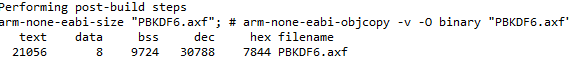 Performing post-build steps
arm-none-eabi-size "PBKDF6.axf"; # arm-none-eabi-objcopy -v -O binary "PBKDF6.axf"
text data bss dec hex filename
21056 8 9724 30788 7844 PBKDF6.axf